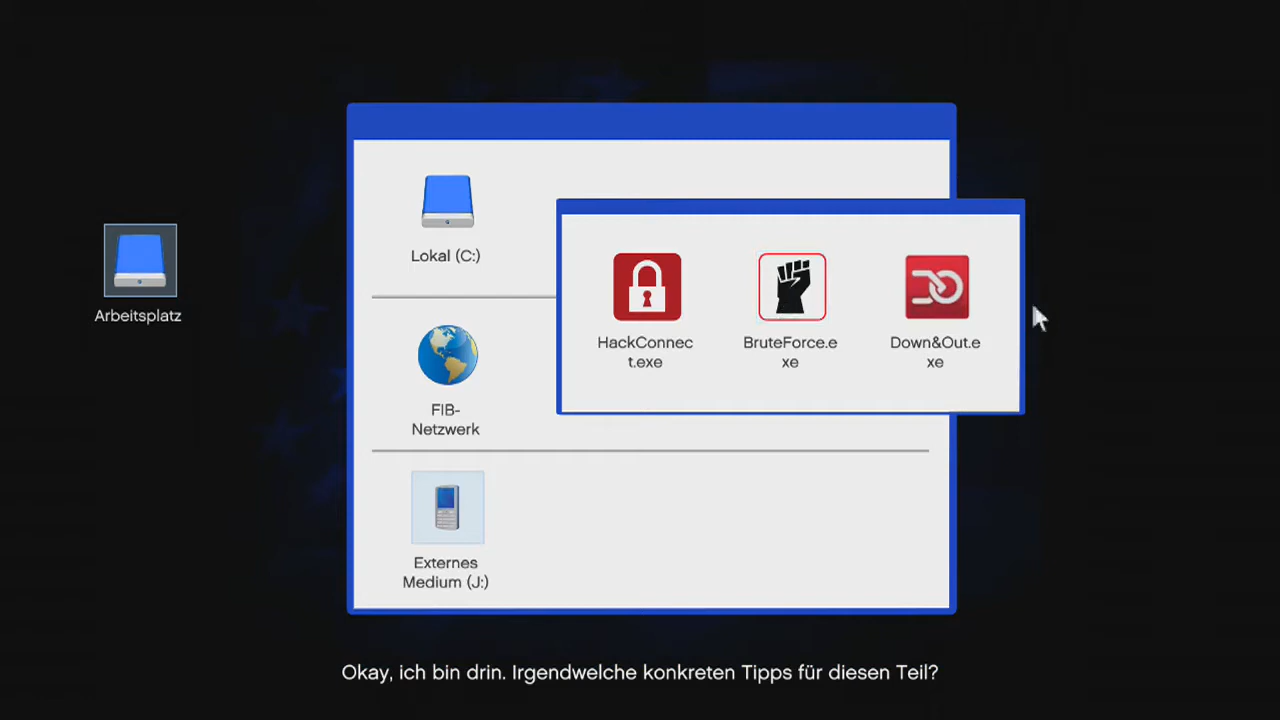 Lokal (C:)
Arbeitsplatz
HackConnec
t.exe
BruteForce.e
xe
Down&Out.e
xe
FIB-
Netzwerk
Externes
Medium (J:)
Okay, ich bin drin. Irgendwelche konkreten Tipps für diesen Teil?